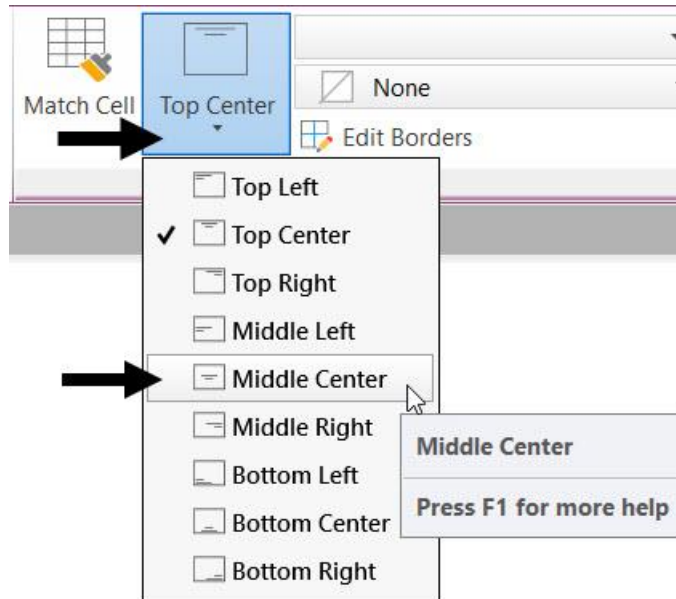 Match Cell
Top Center
None
Edit Borders
Top Left
Top Center
Top Right
Middle Left
Middle Center
Middle Right
Bottom Left
Bottom Center
Bottom Right
Middle Center
Press F1 for more help